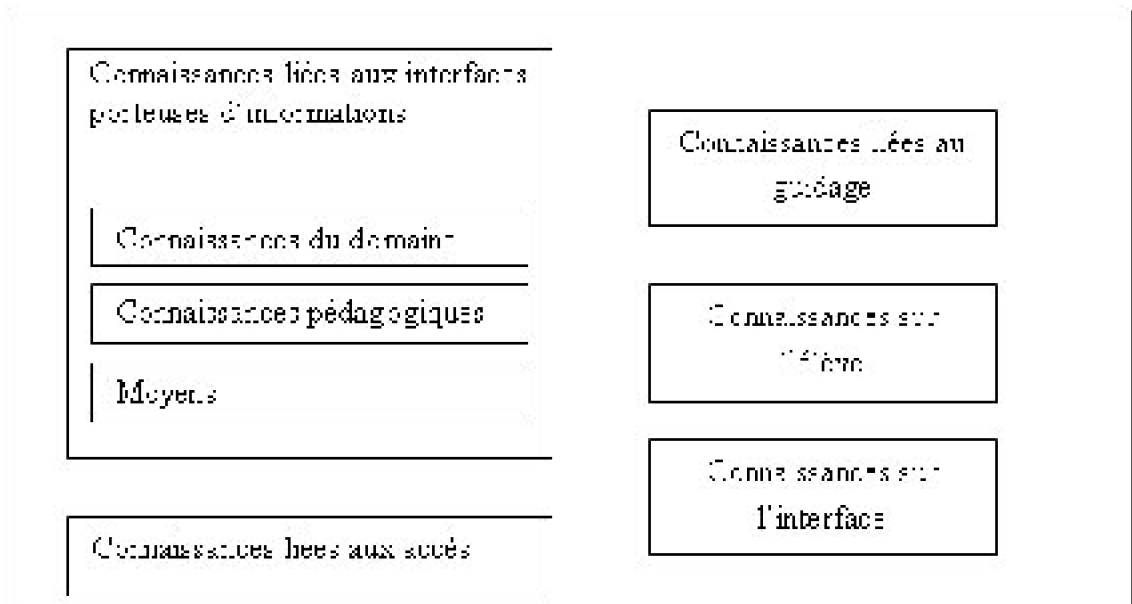 Connaissances liées aux interfaces
porteuses d'informations
Connaissances du domaine
Connaissances pédagogiques
Moyens
Connaissances liées aux accés
Connaissances liées au
guidage
Connaissances sur
l'élève
Connaissances sur
l'interface